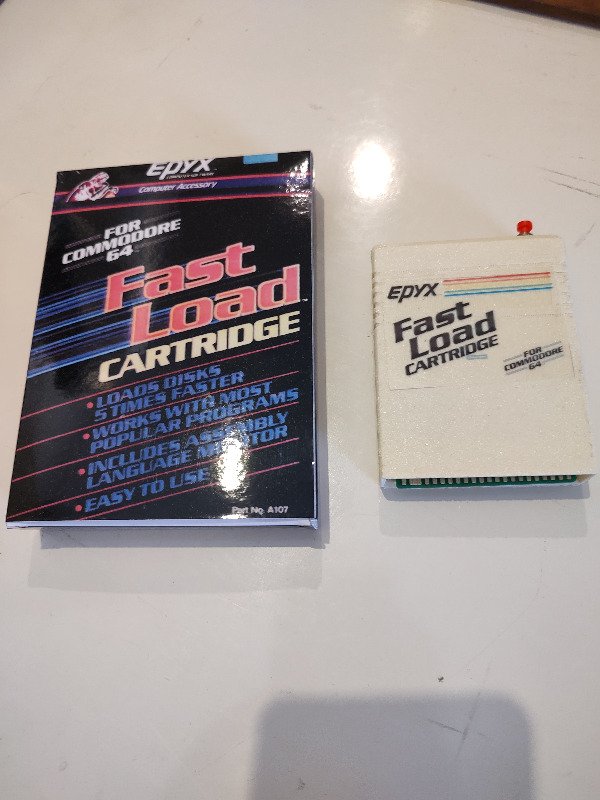 EPYX
Computer Accessory
FOR
COMMODORE
64
Fast
Load
CARTRIDGE
• LOADS DISKS
5 TIMES FASTER
• WORKS WITH MOST
POPULAR PROGRAMS
• INCLUDES ASSEMBLY
LANGUAGE MONITOR
• EASY TO USE
Part No. A107
EPYX
Fast
Load
CARTRIDGE
FOR
COMMODORE
64